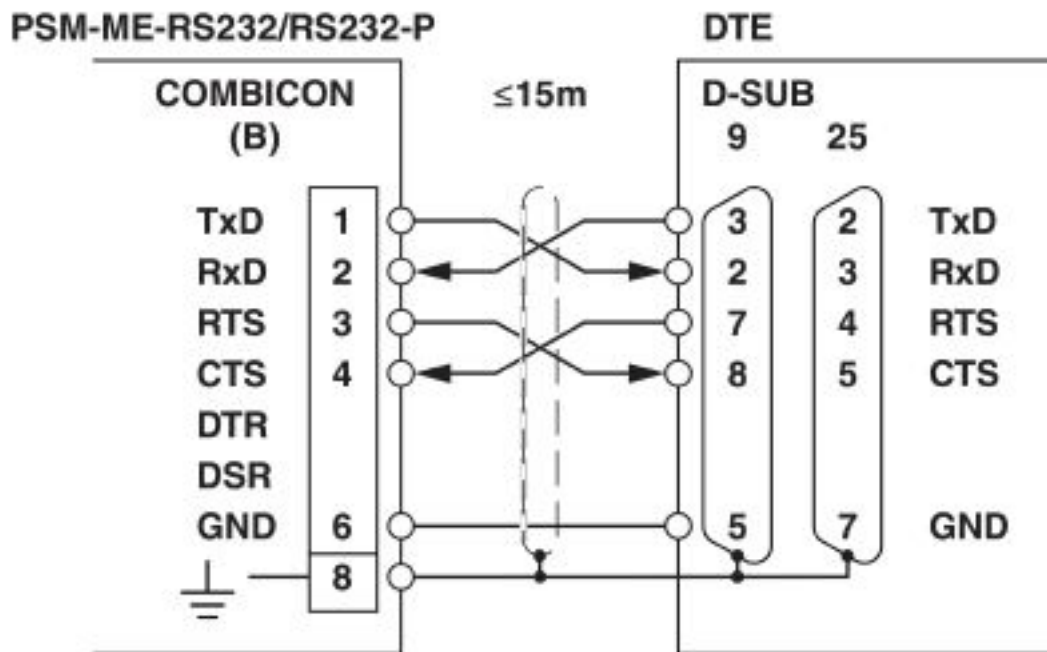 PSM-ME-RS232/RS232-P DTE
COMBICON ≤15m D-SUB
(B) 9 25
TxD 1 3 2 TxD
RxD 2 2 3 RxD
RTS 3 7 4 RTS
CTS 4 8 5 CTS
DTR
DSR
GND 6 5 7 GND
8